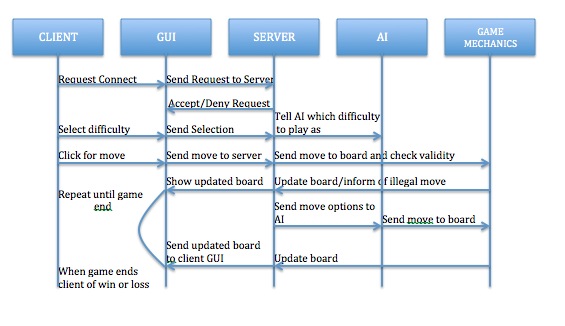 CLIENT
GUI
SERVER
AI
GAME
MECHANICS
Request Connect
Send Request to Server
Accept/Deny Request
Tell AI which difficulty
to play as
Select difficulty
Send Selection
Click for move
Send move to server
Send move to board and check validity
Show updated board
Update board/inform of illegal move
Repeat until game
end
Send move options to
AI
Send move to board
Send updated board
to client GUI
Update board
When game ends
client of win or loss